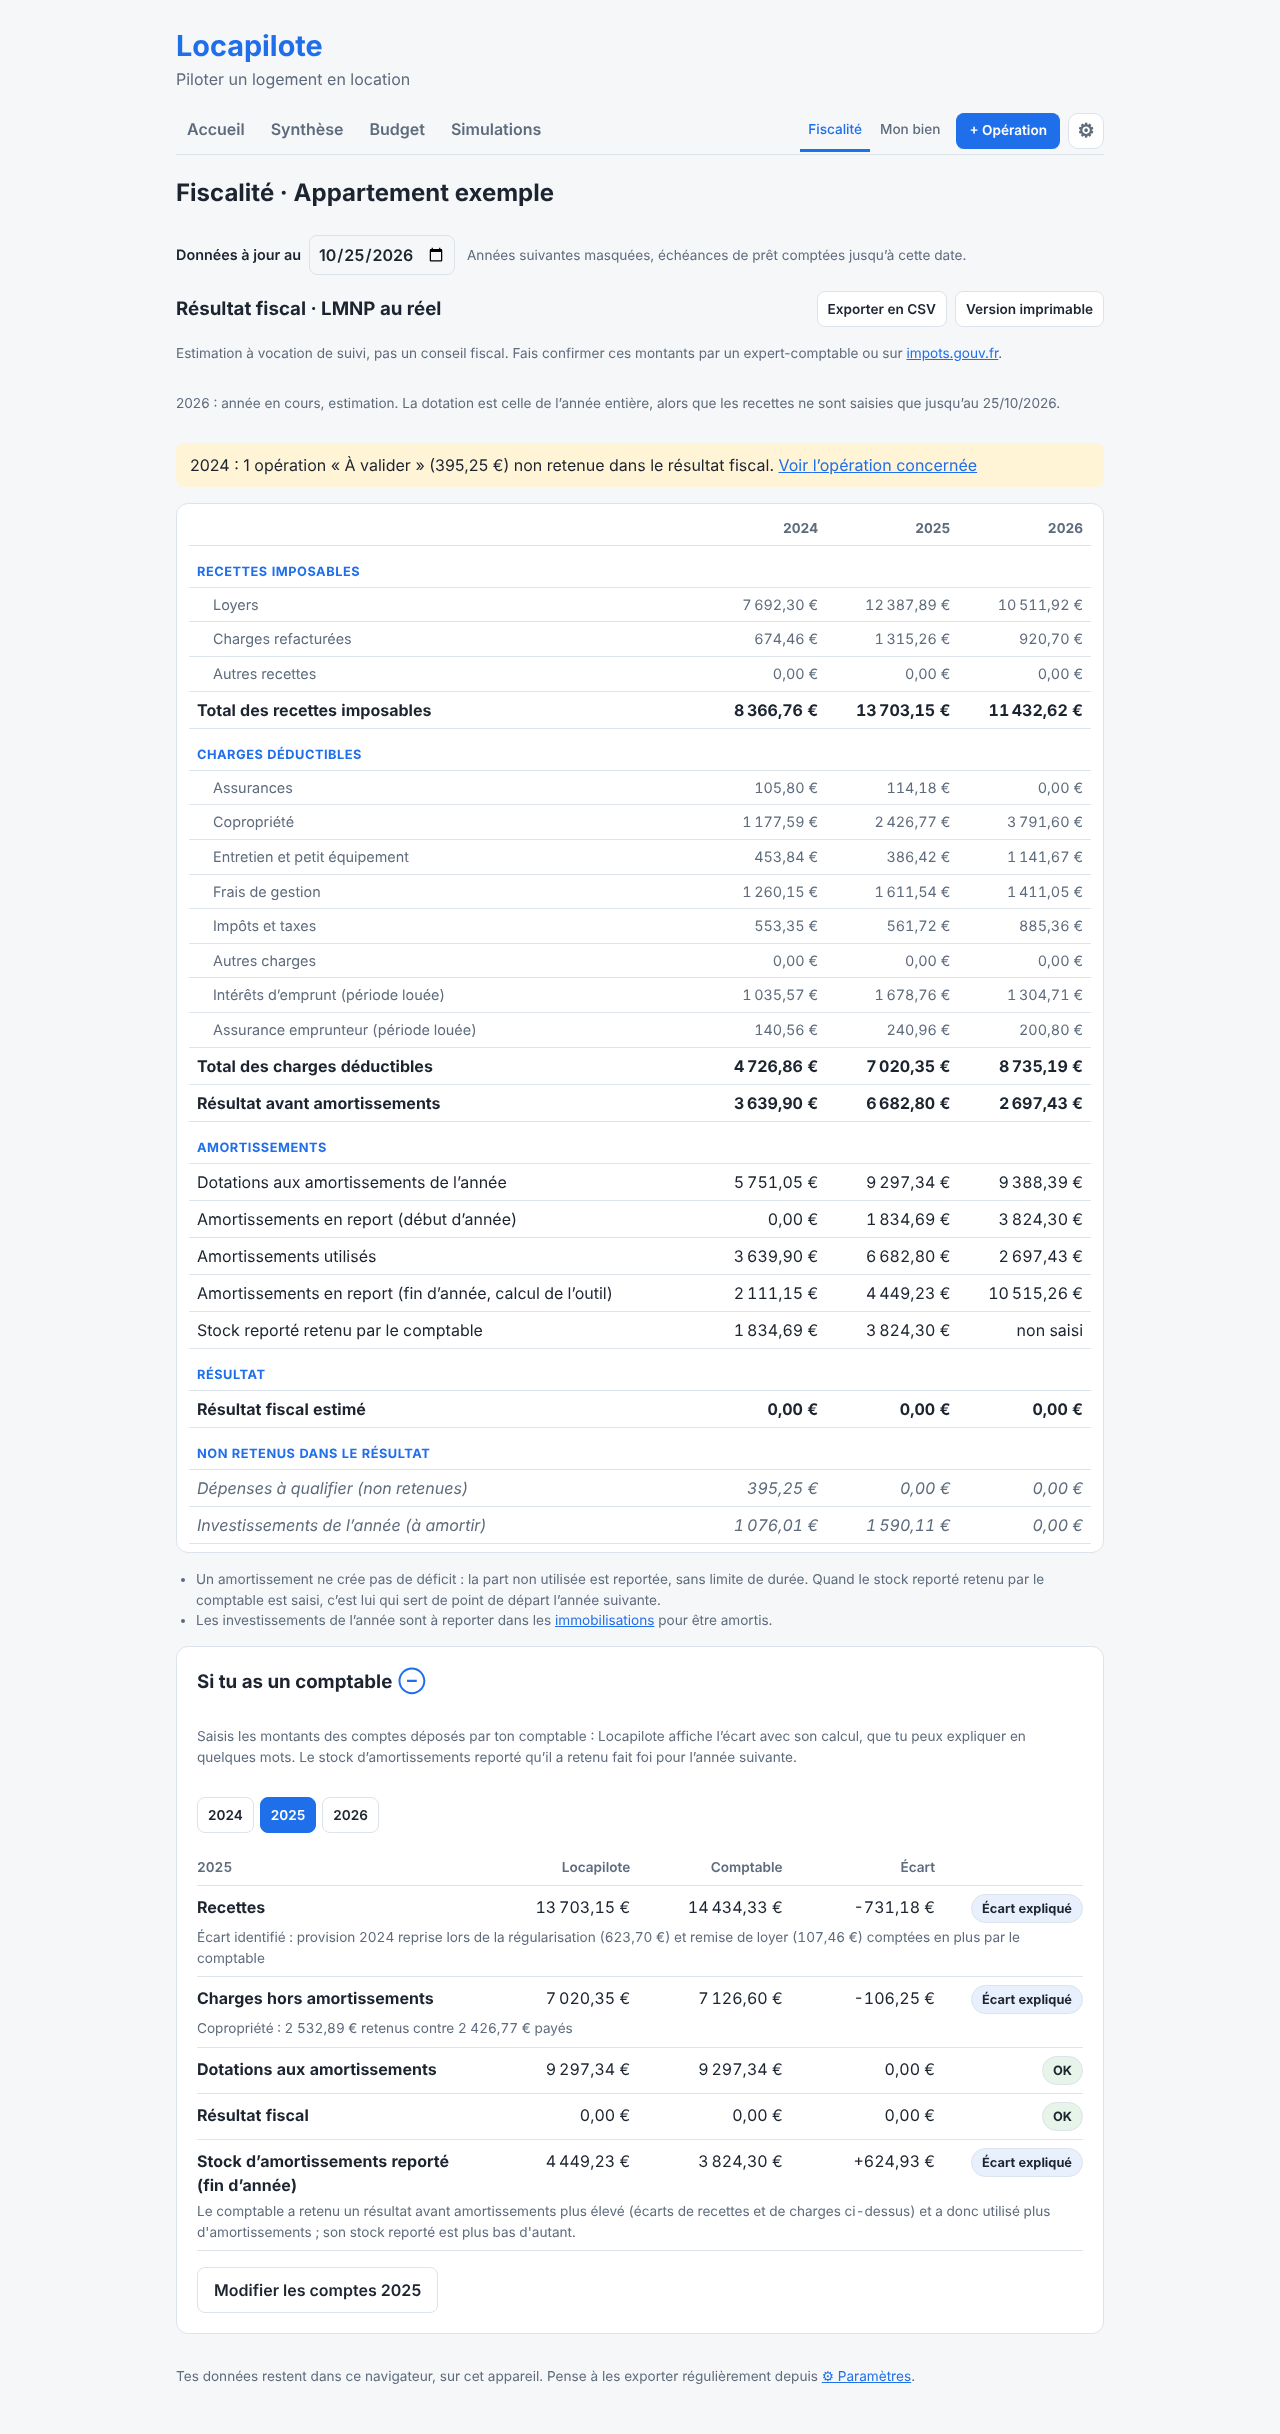 Locapilote
Piloter un logement en location
Accueil Synthèse Budget Simulations Fiscalité Mon bien + Opération ⚙
Fiscalité · Appartement exemple
Données à jour au 10/25/2026 Années suivantes masquées, échéances de prêt comptées jusqu’à cette date.
Résultat fiscal · LMNP au réel Exporter en CSV Version imprimable
Estimation à vocation de suivi, pas un conseil fiscal. Fais confirmer ces montants par un expert-comptable ou sur impots.gouv.fr.
2026 : année en cours, estimation. La dotation est celle de l’année entière, alors que les recettes ne sont saisies que jusqu’au 25/10/2026.
2024 : 1 opération « À valider » (395,25 €) non retenue dans le résultat fiscal. Voir l’opération concernée
2024 2025 2026
RECETTES IMPOSABLES
Loyers 7 692,30 € 12 387,89 € 10 511,92 €
Charges refacturées 674,46 € 1 315,26 € 920,70 €
Autres recettes 0,00 € 0,00 € 0,00 €
Total des recettes imposables 8 366,76 € 13 703,15 € 11 432,62 €
CHARGES DÉDUCTIBLES
Assurances 105,80 € 114,18 € 0,00 €
Copropriété 1 177,59 € 2 426,77 € 3 791,60 €
Entretien et petit équipement 453,84 € 386,42 € 1 141,67 €
Frais de gestion 1 260,15 € 1 611,54 € 1 411,05 €
Impôts et taxes 553,35 € 561,72 € 885,36 €
Autres charges 0,00 € 0,00 € 0,00 €
Intérêts d’emprunt (période louée) 1 035,57 € 1 678,76 € 1 304,71 €
Assurance emprunteur (période louée) 140,56 € 240,96 € 200,80 €
Total des charges déductibles 4 726,86 € 7 020,35 € 8 735,19 €
Résultat avant amortissements 3 639,90 € 6 682,80 € 2 697,43 €
AMORTISSEMENTS
Dotations aux amortissements de l’année 5 751,05 € 9 297,34 € 9 388,39 €
Amortissements en report (début d’année) 0,00 € 1 834,69 € 3 824,30 €
Amortissements utilisés 3 639,90 € 6 682,80 € 2 697,43 €
Amortissements en report (fin d’année, calcul de l’outil) 2 111,15 € 4 449,23 € 10 515,26 €
Stock reporté retenu par le comptable 1 834,69 € 3 824,30 € non saisi
RÉSULTAT
Résultat fiscal estimé 0,00 € 0,00 € 0,00 €
NON RETENUS DANS LE RÉSULTAT
Dépenses à qualifier (non retenues) 395,25 € 0,00 € 0,00 €
Investissements de l’année (à amortir) 1 076,01 € 1 590,11 € 0,00 €
• Un amortissement ne crée pas de déficit : la part non utilisée est reportée, sans limite de durée. Quand le stock reporté retenu par le
comptable est saisi, c’est lui qui sert de point de départ l’année suivante.
• Les investissements de l’année sont à reporter dans les immobilisations pour être amortis.
Si tu as un comptable −
Saisis les montants des comptes déposés par ton comptable : Locapilote affiche l’écart avec son calcul, que tu peux expliquer en
quelques mots. Le stock d’amortissements reporté qu’il a retenu fait foi pour l’année suivante.
2024 2025 2026
2025 Locapilote Comptable Écart
Recettes 13 703,15 € 14 434,33 € -731,18 € Écart expliqué
Écart identifié : provision 2024 reprise lors de la régularisation (623,70 €) et remise de loyer (107,46 €) comptées en plus par le
comptable
Charges hors amortissements 7 020,35 € 7 126,60 € -106,25 € Écart expliqué
Copropriété : 2 532,89 € retenus contre 2 426,77 € payés
Dotations aux amortissements 9 297,34 € 9 297,34 € 0,00 € OK
Résultat fiscal 0,00 € 0,00 € 0,00 € OK
Stock d’amortissements reporté 4 449,23 € 3 824,30 € +624,93 € Écart expliqué
(fin d’année)
Le comptable a retenu un résultat avant amortissements plus élevé (écarts de recettes et de charges ci-dessus) et a donc utilisé plus
d'amortissements ; son stock reporté est plus bas d'autant.
Modifier les comptes 2025
Tes données restent dans ce navigateur, sur cet appareil. Pense à les exporter régulièrement depuis ⚙ Paramètres.